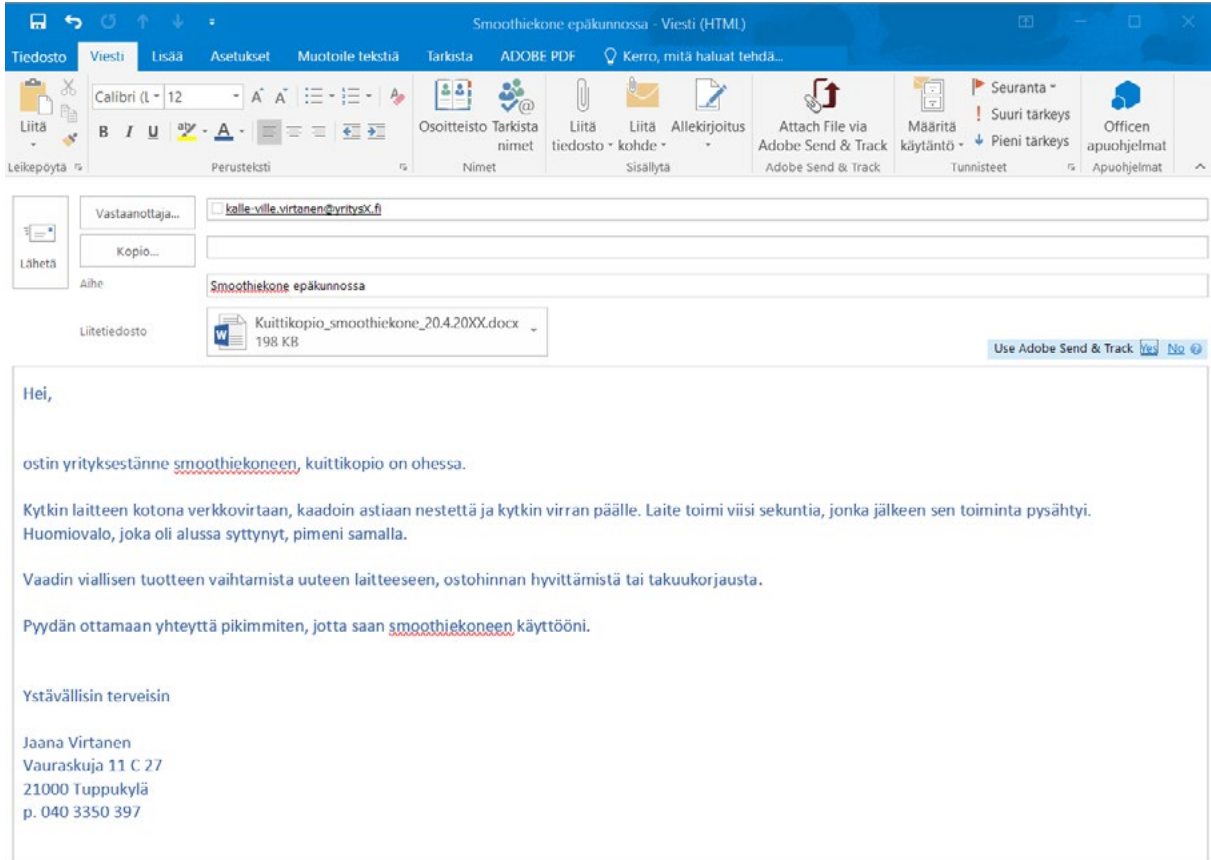 Smoothiekone epäkunnossa - Viesti (HTML)
Tiedosto Viesti Lisää Asetukset Muotoile tekstiä Tarkista ADOBE PDF Kerro, mitä haluat tehdä...
Liitä
Leikepöytä
Calibri (L 12
B I U
Perusteksti
Osoitteisto Tarkista nimet
Nimet
Liitä tiedosto Liitä kohde Allekirjoitus
Sisällytä
Attach File via Adobe Send & Track
Adobe Send & Track
Määritä käytäntö
Seuranta
Suuri tärkeys
Pieni tärkeys
Tunnisteet
Officen apuohjelmat
Apuohjelmat
Lähetä
Vastaanottaja... kalle-ville.virtanen@yritysX.fi
Kopio...
Aihe Smoothiekone epäkunnossa
Liitetiedosto Kuittikopio_smoothiekone_20.4.20XX.docx
198 KB
Use Adobe Send & Track Yes No
Hei,
ostin yrityksestänne smoothiekoneen, kuittikopio on ohessa.
Kytkin laitteen kotona verkkovirtaan, kaadoin astiaan nestettä ja kytkin virran päälle. Laite toimi viisi sekuntia, jonka jälkeen sen toiminta pysähtyi.
Huomiovalo, joka oli alussa syttynyt, pimeni samalla.
Vaadin viallisen tuotteen vaihtamista uuteen laitteeseen, ostohinnan hyvittämistä tai takuukorjausta.
Pyydän ottamaan yhteyttä pikimmiten, jotta saan smoothiekoneen käyttööni.
Ystävällisin terveisin
Jaana Virtanen
Vauraskuja 11 C 27
21000 Tuppukylä
p. 040 3350 397